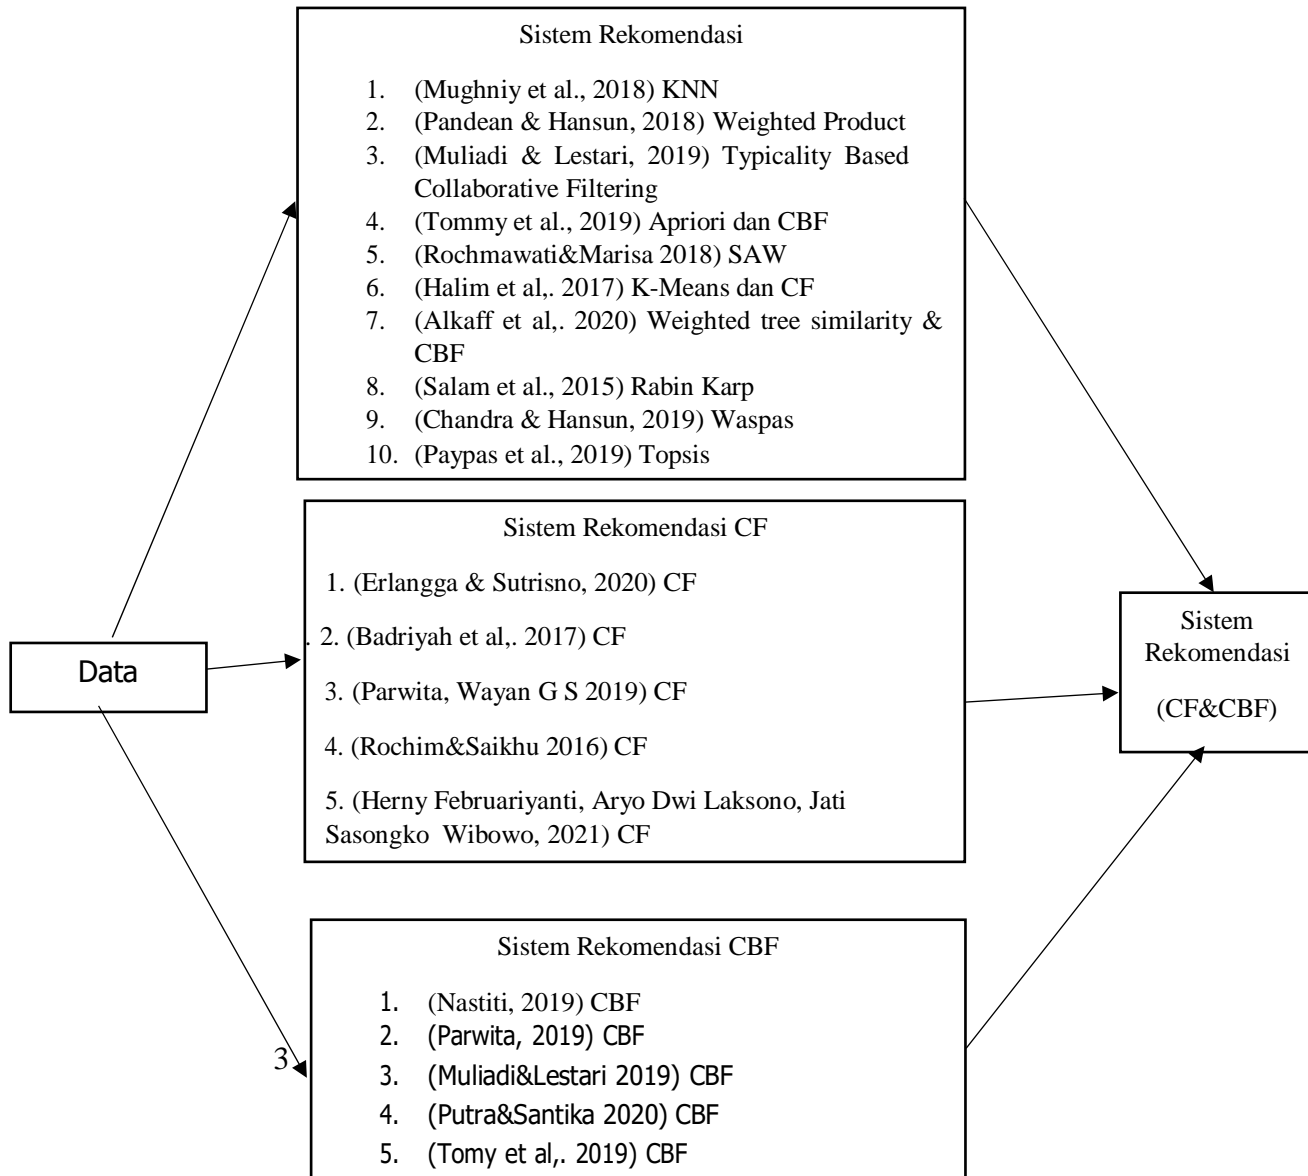 Sistem Rekomendasi
1. (Mughniy et al., 2018) KNN
2. (Pandean & Hansun, 2018) Weighted Product
3. (Muliadi & Lestari, 2019) Typicality Based
Collaborative Filtering
4. (Tommy et al., 2019) Apriori dan CBF
5. (Rochmawati&Marisa 2018) SAW
6. (Halim et al,. 2017) K-Means dan CF
7. (Alkaff et al,. 2020) Weighted tree similarity &
CBF
8. (Salam et al., 2015) Rabin Karp
9. (Chandra & Hansun, 2019) Waspas
10. (Paypas et al., 2019) Topsis
Sistem Rekomendasi CF
1. (Erlangga & Sutrisno, 2020) CF
. 2. (Badriyah et al,. 2017) CF
3. (Parwita, Wayan G S 2019) CF
4. (Rochim&Saikhu 2016) CF
5. (Herny Februariyanti, Aryo Dwi Laksono, Jati
Sasongko Wibowo, 2021) CF
Data
Sistem
Rekomendasi
(CF&CBF)
Sistem Rekomendasi CBF
1. (Nastiti, 2019) CBF
2. (Parwita, 2019) CBF
3
3. (Muliadi&Lestari 2019) CBF
4. (Putra&Santika 2020) CBF
5. (Tomy et al,. 2019) CBF